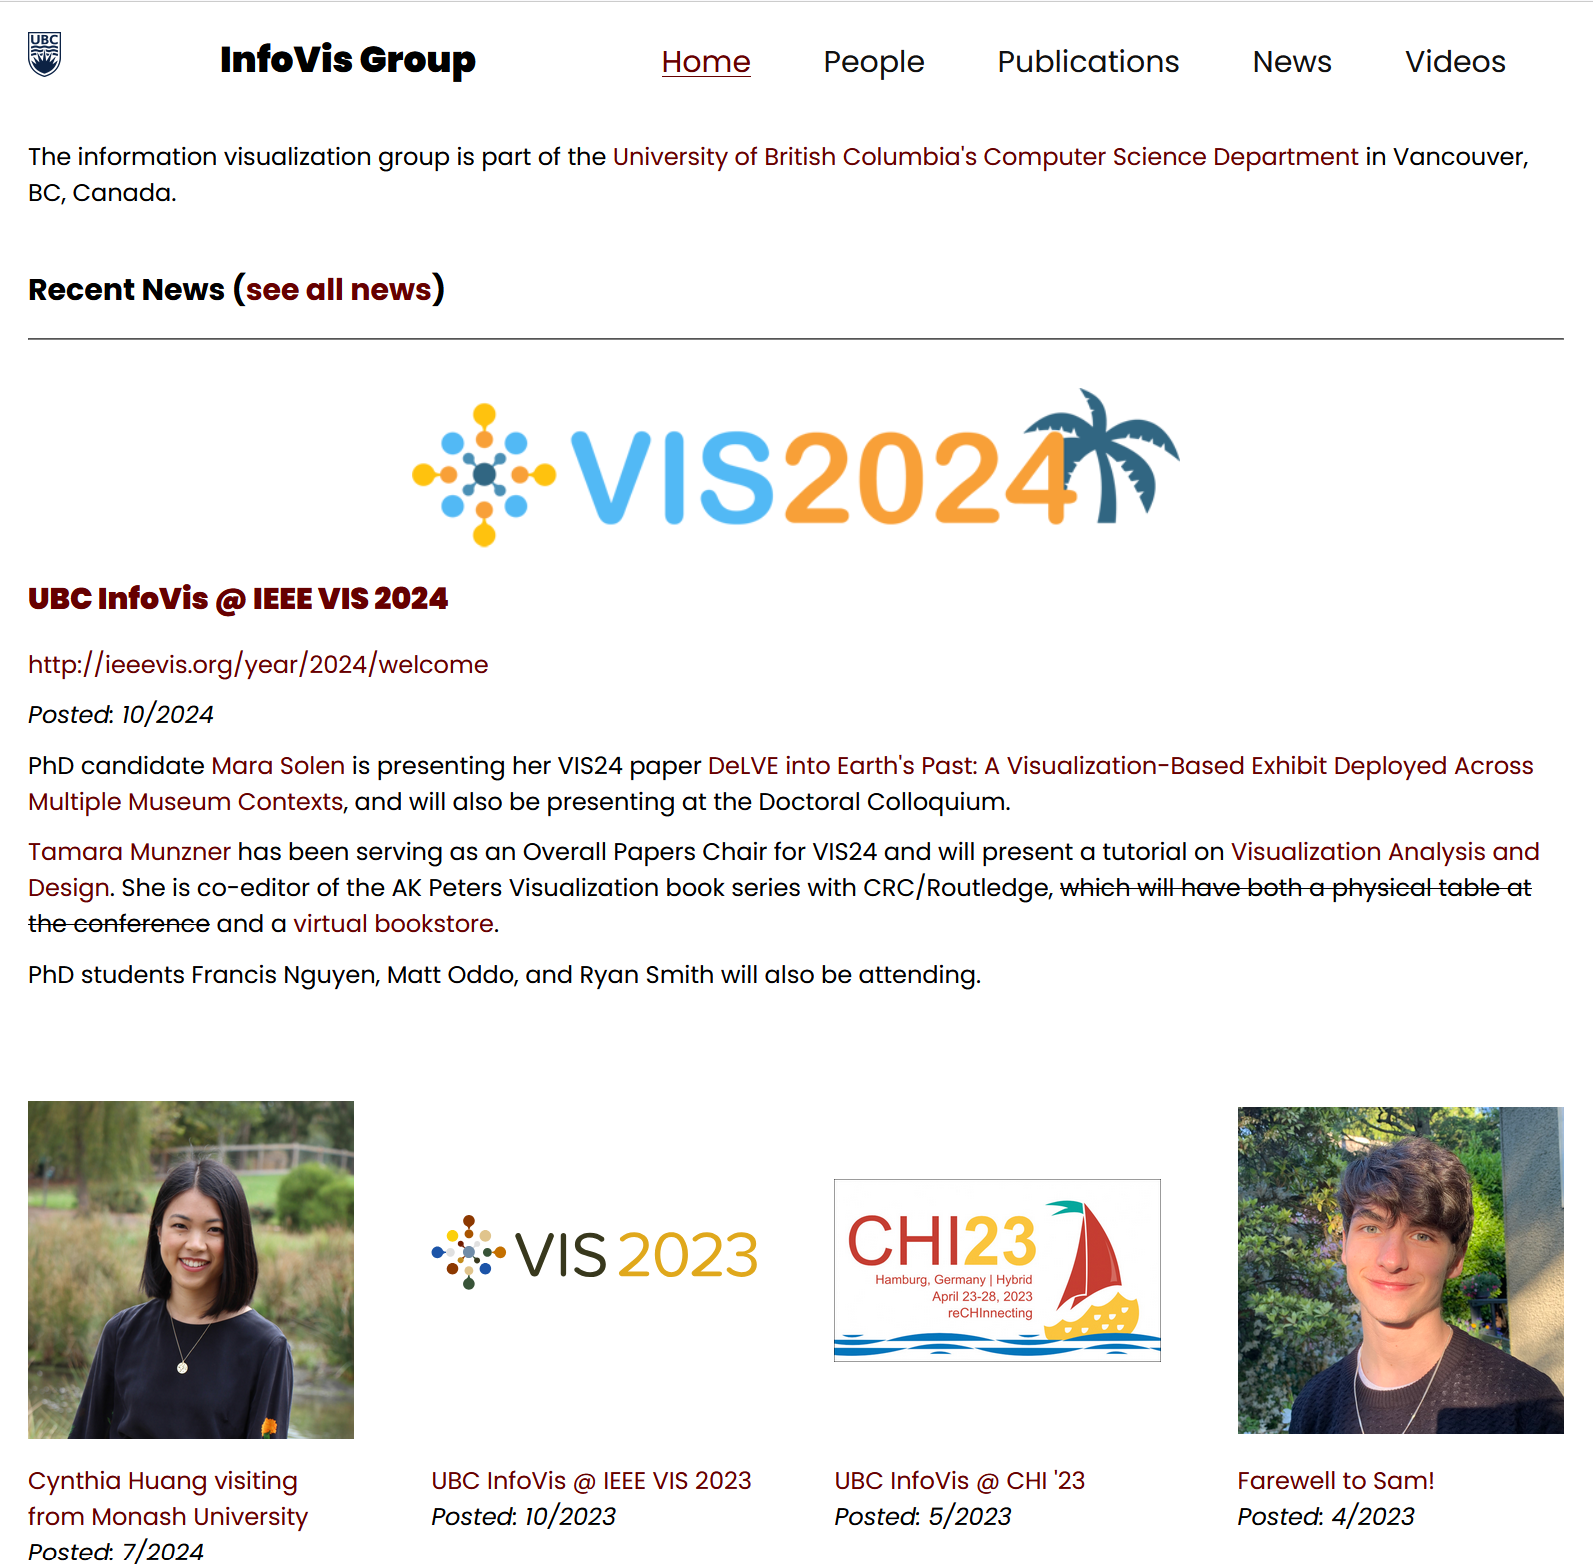 UBC
InfoVis Group
Home
People
Publications
News
Videos
The information visualization group is part of the University of British Columbia's Computer Science Department in Vancouver,
BC, Canada.
Recent News (see all news)
VIS2024
UBC InfoVis @ IEEE VIS 2024
http://ieeevis.org/year/2024/welcome
Posted: 10/2024
PhD candidate Mara Solen is presenting her VIS24 paper DeLVE into Earth's Past: A Visualization-Based Exhibit Deployed Across
Multiple Museum Contexts, and will also be presenting at the Doctoral Colloquium.
Tamara Munzner has been serving as an Overall Papers Chair for VIS24 and will present a tutorial on Visualization Analysis and
Design. She is co-editor of the AK Peters Visualization book series with CRC/Routledge, which will have both a physical table at
the conference and a virtual bookstore.
PhD students Francis Nguyen, Matt Oddo, and Ryan Smith will also be attending.
Cynthia Huang visiting
from Monash University
Posted: 7/2024
VIS 2023
UBC InfoVis @ IEEE VIS 2023
Posted: 10/2023
CHI23
Hamburg, Germany | Hybrid
April 23-28, 2023
reCHInnecting
UBC InfoVis @ CHI '23
Posted: 5/2023
Farewell to Sam!
Posted: 4/2023